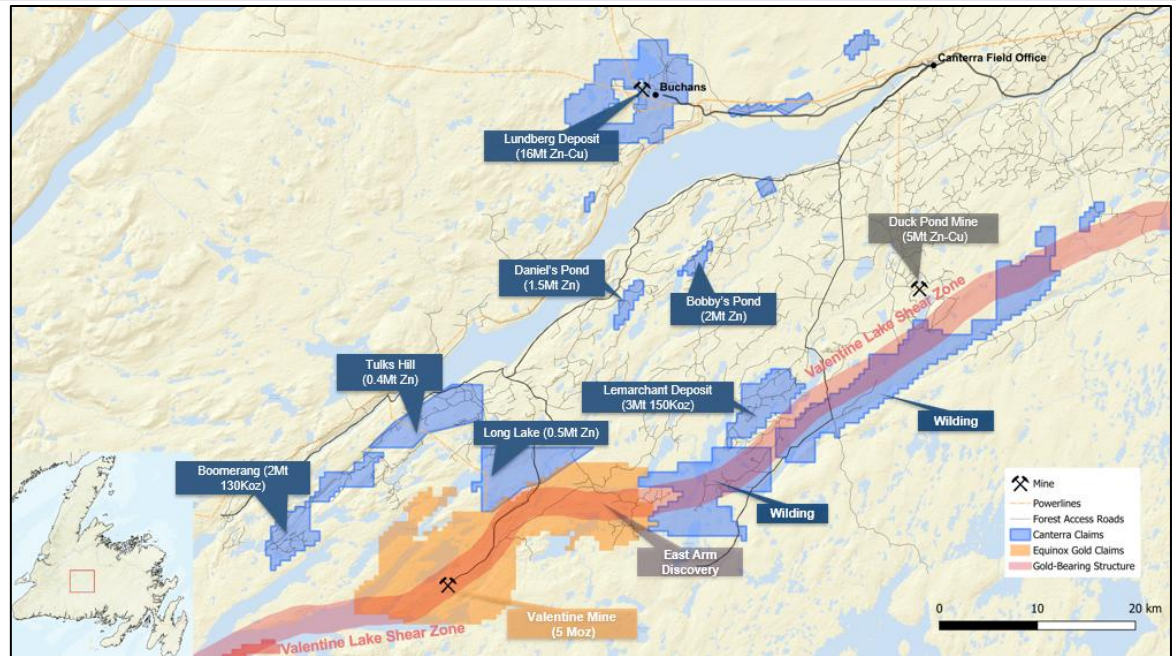 Canterra Field Office
Buchans
Lundberg Deposit
(16Mt Zn-Cu)
Duck Pond Mine
(5Mt Zn-Cu)
Daniel's Pond
(1.5Mt Zn)
Bobby's Pond
(2Mt Zn)
Valentine Lake Shear Zone
Tulks Hill
(0.4Mt Zn)
Lemarchant Deposit
(3Mt 150Koz)
Long Lake (0.5Mt Zn)
Wilding
Boomerang (2Mt
130Koz)
Wilding
East Arm
Discovery
Valentine Mine
(5 Moz)
Valentine Lake Shear Zone
Mine
Powerlines
Forest Access Roads
Canterra Claims
Equinox Gold Claims
Gold-Bearing Structure
0 10 20 km